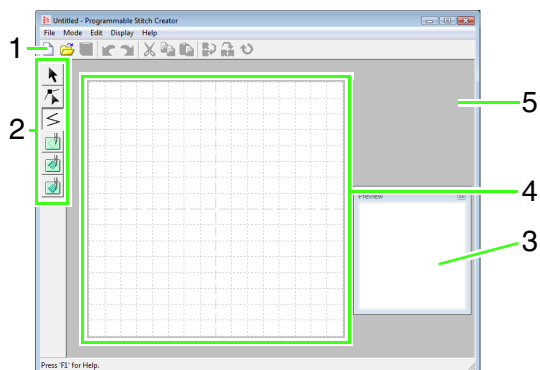 Untitled - Programmable Stitch Creator
File Mode Edit Display Help
1
2
5
4
Preview
3
Press 'F1' for Help.